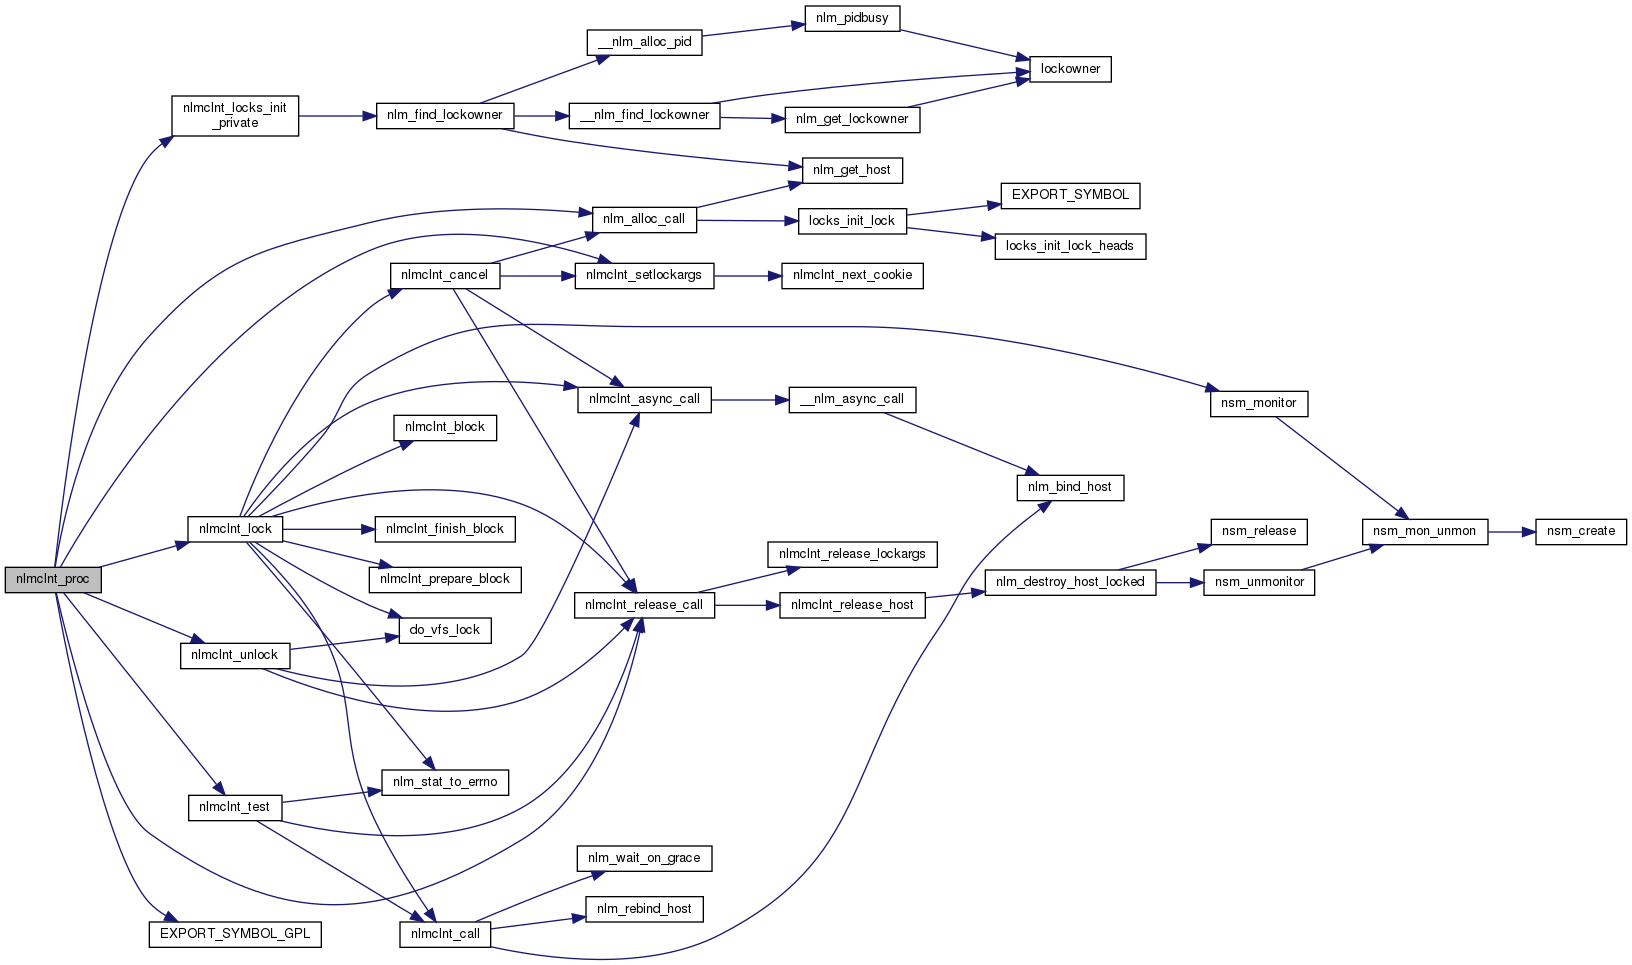 nlm_pidbusy
__nlm_alloc_pid
lockowner
nlmclnt_locks_init
_private
nlm_find_lockowner
__nlm_find_lockowner
nlm_get_lockowner
nlm_get_host
EXPORT_SYMBOL
nlm_alloc_call
locks_init_lock
locks_init_lock_heads
nlmclnt_cancel
nlmclnt_setlockargs
nlmclnt_next_cookie
nlmclnt_async_call
__nlm_async_call
nsm_monitor
nlmclnt_block
nlm_bind_host
nlmclnt_lock
nlmclnt_finish_block
nsm_release
nsm_mon_unmon
nsm_create
nlmclnt_release_lockargs
nlmclnt_proc
nlmclnt_prepare_block
nlm_destroy_host_locked
nsm_unmonitor
nlmclnt_release_call
nlmclnt_release_host
do_vfs_lock
nlmclnt_unlock
nlm_stat_to_errno
nlmclnt_test
nlm_wait_on_grace
nlm_rebind_host
EXPORT_SYMBOL_GPL
nlmclnt_call